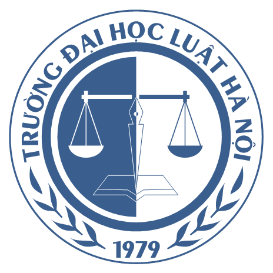 TRƯỜNG ĐẠI HỌC LUẬT HÀ NỘI
1979